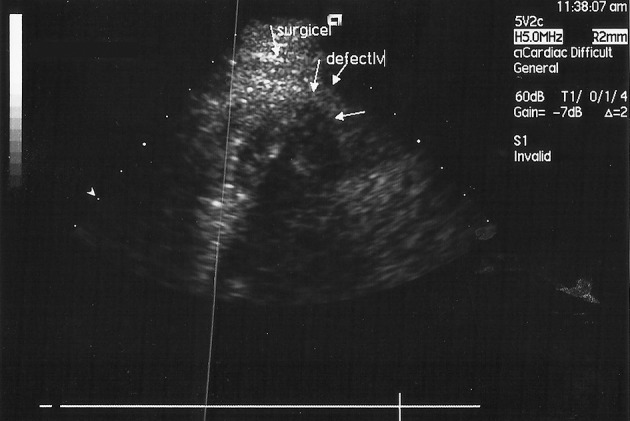 11:38:07 am
5V2c
H5.0MHz R2mm
Cardiac Difficult
General
60dB T1/ 0/1/4
Gain= -7dB Δ=2
S1
Invalid
surgicel
defectiv